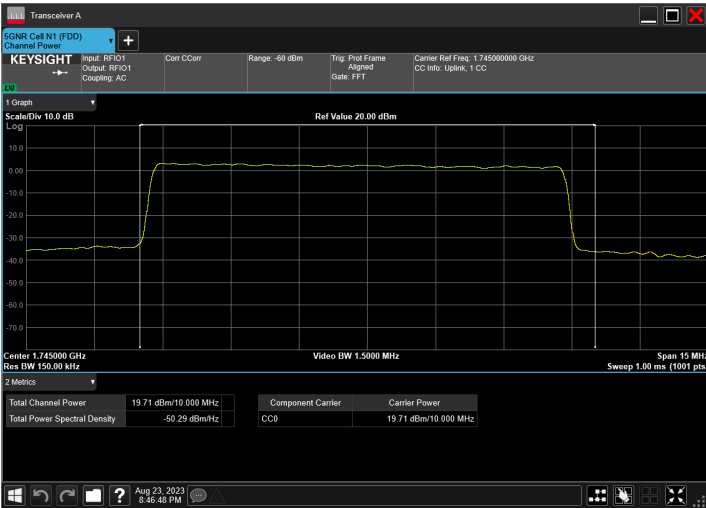 Transceiver A
5GNR Cell N1 (FDD)
Channel Power
KEYSIGHT
LXI
Input: RFIO1
Output: RFIO1
Coupling: AC
Corr CCorr
Range: -60 dBm
Trig: Prot Frame
Aligned
Gate: FFT
Carrier Ref Freq: 1.745000000 GHz
CC Info: Uplink, 1 CC
1 Graph
Scale/Div 10.0 dB
Ref Value 20.00 dBm
Log
10.0
0.00
-10.0
-20.0
-30.0
-40.0
-50.0
-60.0
-70.0
Center 1.745000 GHz
Video BW 1.5000 MHz
Span 15 MHz
Res BW 150.00 kHz
Sweep 1.00 ms (1001 pts
2 Metrics
Total Channel Power 19.71 dBm/10.000 MHz
Total Power Spectral Density -50.29 dBm/Hz
Component Carrier Carrier Power
CC0 19.71 dBm/10.000 MHz
Aug 23, 2023
8:46:48 PM